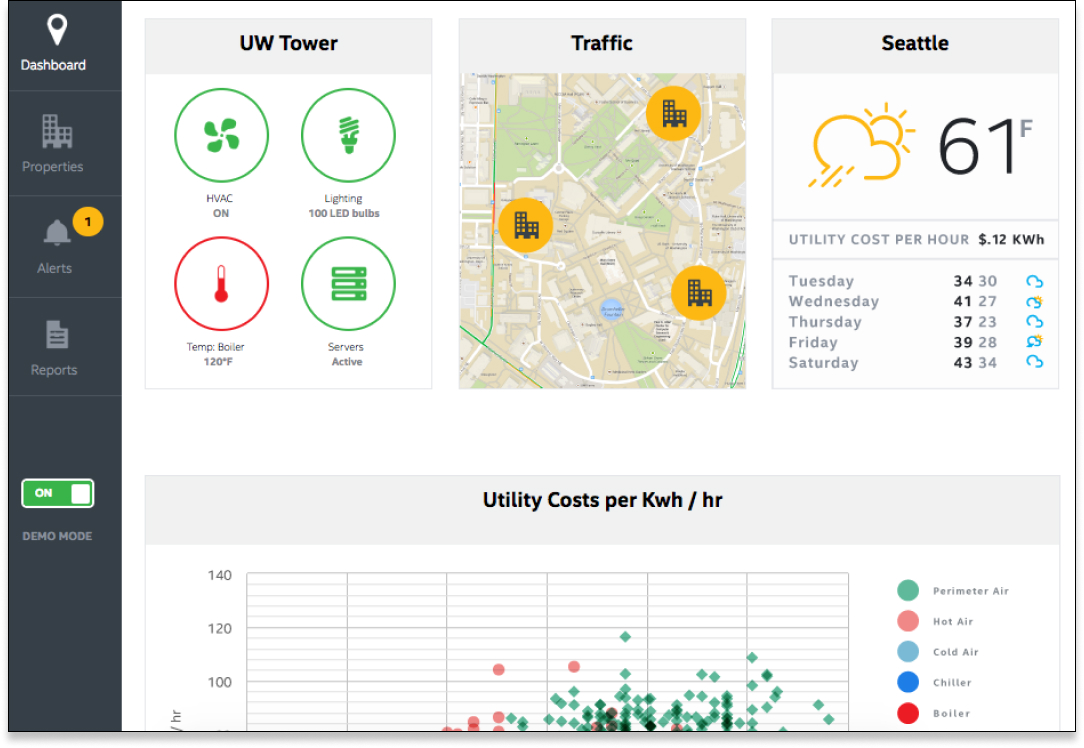 Dashboard
Properties
1
Alerts
Reports
ON
DEMO MODE
UW Tower
HVAC
ON
Lighting
100 LED bulbs
Temp: Boiler
120°F
Servers
Active
Traffic
Seattle
61F
UTILITY COST PER HOUR $.12 KWh
Tuesday 34 30
Wednesday 41 27
Thursday 37 23
Friday 39 28
Saturday 43 34
Utility Costs per Kwh / hr
140
120
100
/ hr
Perimeter Air
Hot Air
Cold Air
Chiller
Boiler